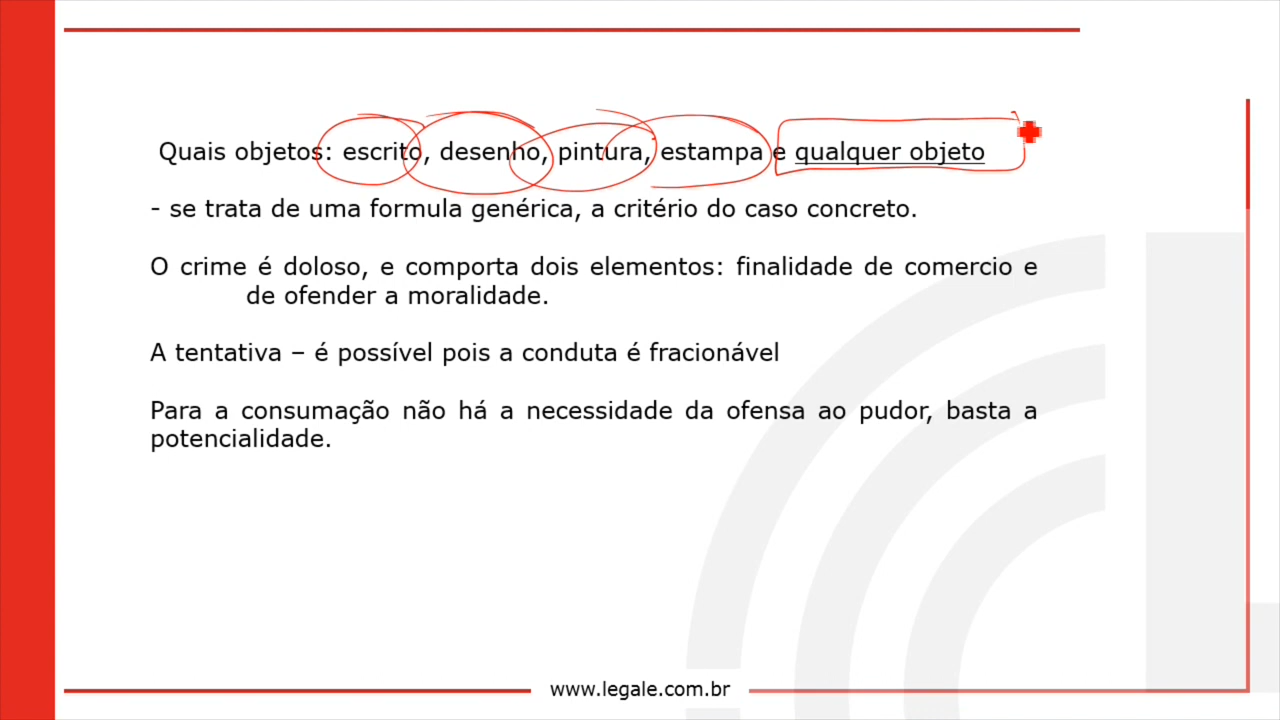 Quais objetos: escrito, desenho, pintura, estampa e qualquer objeto
- se trata de uma formula genérica, a critério do caso concreto.
O crime é doloso, e comporta dois elementos: finalidade de comercio e
de ofender a moralidade.
A tentativa – é possível pois a conduta é fracionável
Para a consumação não há a necessidade da ofensa ao pudor, basta a
potencialidade.
www.legale.com.br